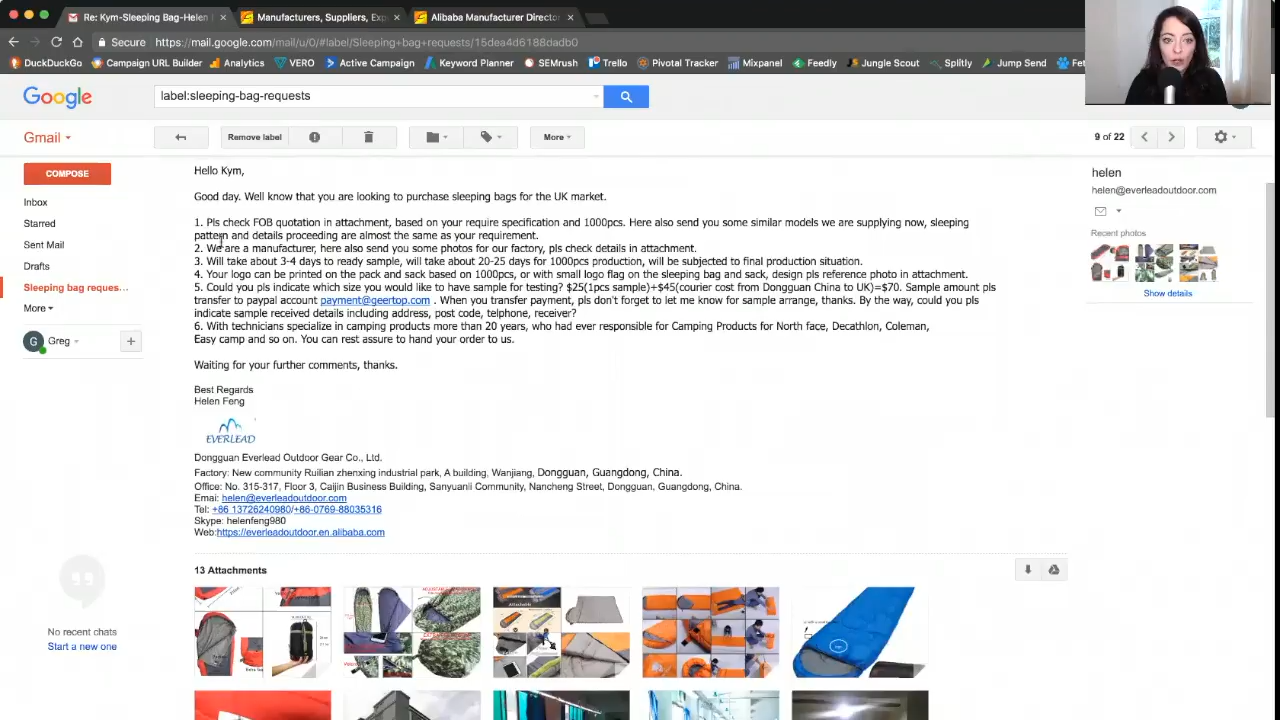 Re: Kym-Sleeping Bag-Helen
Manufacturers, Suppliers, Exp
Alibaba Manufacturer Director
Secure https://mail.google.com/mail/u/0/#label/Sleeping+bag+requests/15dea4d6188dadb0
DuckDuckGo Campaign URL Builder Analytics VERO Active Campaign Keyword Planner SEMrush Trello Pivotal Tracker Mixpanel Feedly Jungle Scout Splitly Jump Send Fet
Google
label:sleeping-bag-requests
Gmail
Remove label
More
9 of 22
COMPOSE
Inbox
Starred
Sent Mail
Drafts
Sleeping bag reques...
More
Greg
Hello Kym,
Good day. Well know that you are looking to purchase sleeping bags for the UK market.
1. Pls check FOB quotation in attachment, based on your require specification and 1000pcs. Here also send you some similar models we are supplying now, sleeping
pattern and details proceeding are almost the same as your requirement.
2. We are a manufacturer, here also send you some photos for our factory, pls check details in attachment.
3. Will take about 3-4 days to ready sample, will take about 20-25 days for 1000pcs production, will be subjected to final production situation.
4. Your logo can be printed on the pack and sack based on 1000pcs, or with small logo flag on the sleeping bag and sack, design pls reference photo in attachment.
5. Could you pls indicate which size you would like to have sample for testing? $25(1pcs sample)+$45(courier cost from Dongguan China to UK)=$70. Sample amount pls
transfer to paypal account payment@geertop.com . When you transfer payment, pls don't forget to let me know for sample arrange, thanks. By the way, could you pls
indicate sample received details including address, post code, telphone, receiver?
6. With technicians specialize in camping products more than 20 years, who had ever responsible for Camping Products for North face, Decathlon, Coleman,
Easy camp and so on. You can rest assure to hand your order to us.
Waiting for your further comments, thanks.
Best Regards
Helen Feng
EVERLEAD
Dongguan Everlead Outdoor Gear Co., Ltd.
Factory: New community Ruilian zhenxing industrial park, A building, Wanjiang, Dongguan, Guangdong, China.
Office: No. 315-317, Floor 3, Caijin Business Building, Sanyuanli Community, Nancheng Street, Dongguan, Guangdong, China.
Emai: helen@everleadoutdoor.com
Tel: +86 13726240980/+86-0769-88035316
Skype: helenfeng980
Web:https://everleadoutdoor.en.alibaba.com
13 Attachments
helen
helen@everleadoutdoor.com
Recent photos
Show details
No recent chats
Start a new one